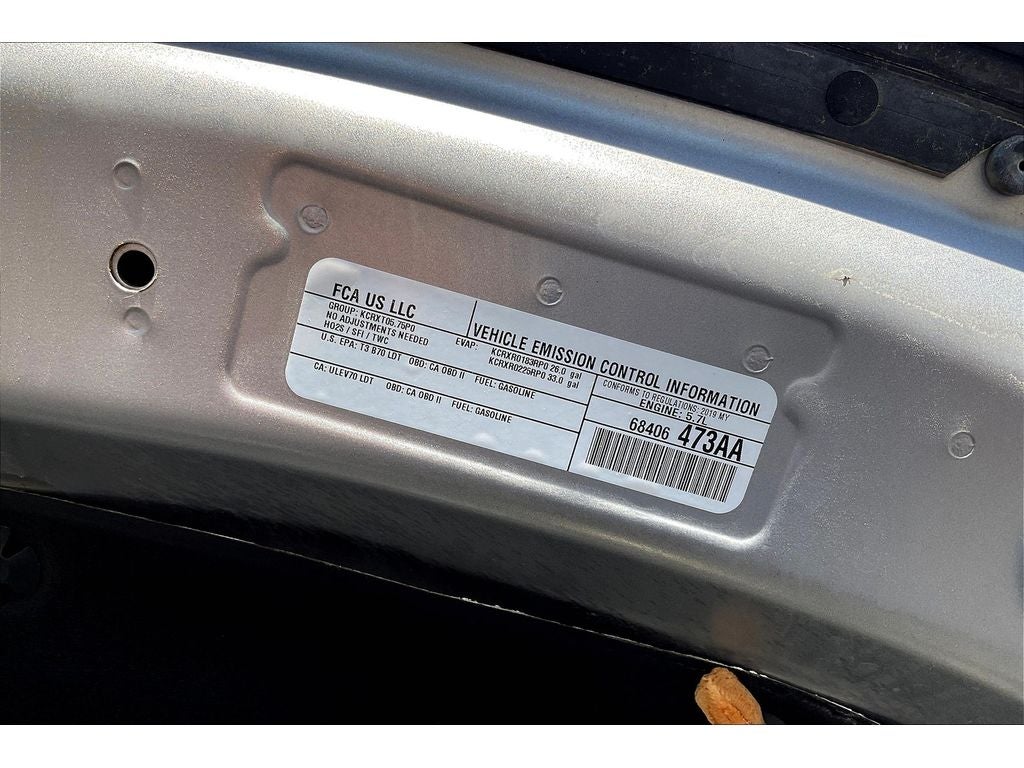 FCA US LLC
GROUP: KCRXT05.75P0
NO ADJUSTMENTS NEEDED
HO2S / SFI / TWC
EVAP: KCRXR0183RP0 26.0 gal
KCRXR0225RP0 33.0 gal
U.S. EPA: T3 B70 LDT OBD: CA OBD II FUEL: GASOLINE
CA: ULEV70 LDT OBD: CA OBD II FUEL: GASOLINE
VEHICLE EMISSION CONTROL INFORMATION
CONFORMS TO REGULATIONS: 2019 MY
ENGINE: 5.7L
68406 473AA